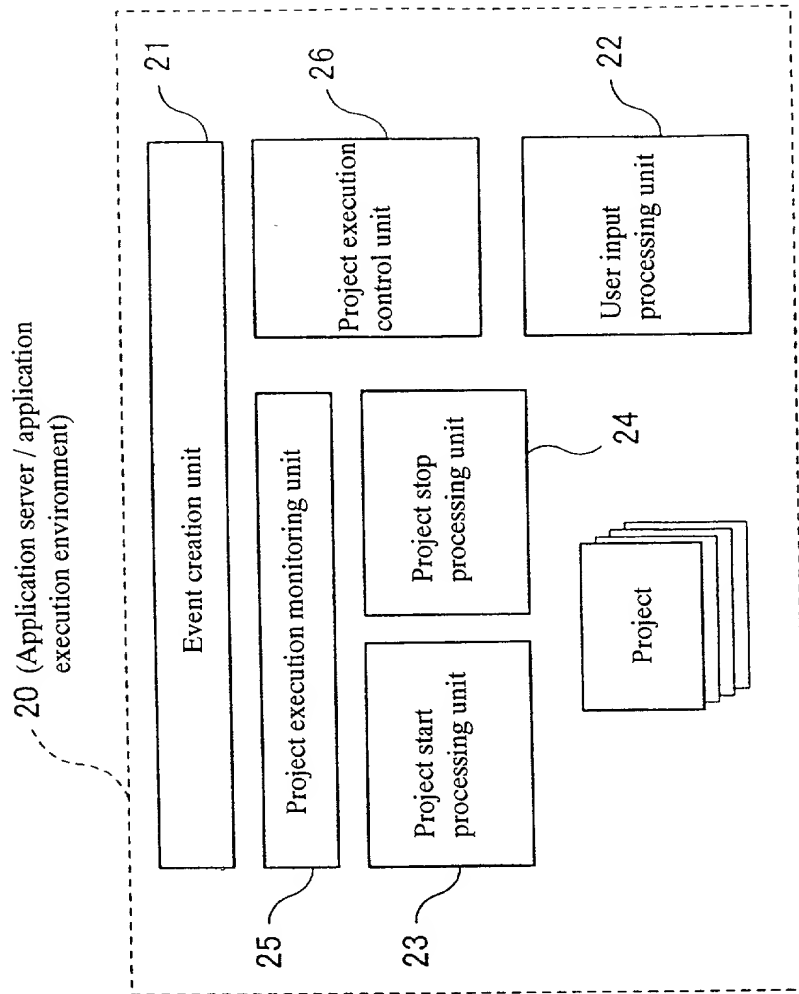 20 (Application server / application
execution environment)
21
Event creation unit
25
Project execution monitoring unit
26
Project execution
control unit
23
Project start
processing unit
Project stop
processing unit
24
22
User input
processing unit
Project